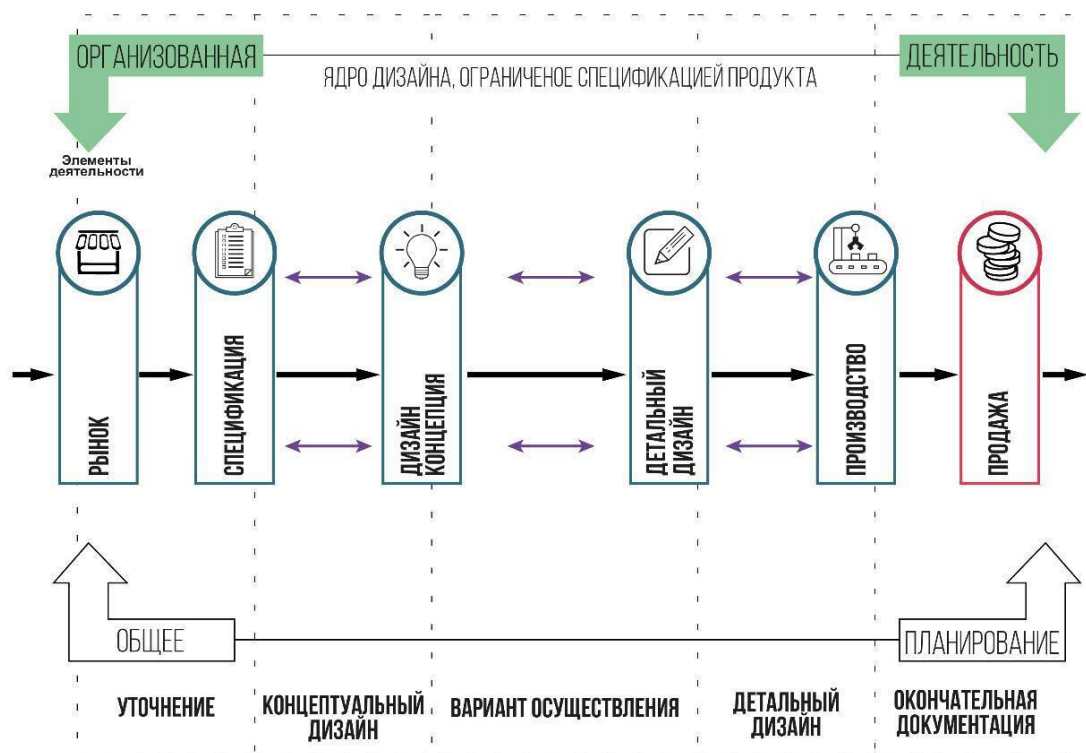 ОРГАНИЗОВАННАЯ
ДЕЯТЕЛЬНОСТЬ
ЯДРО ДИЗАЙНА, ОГРАНИЧЕНОЕ СПЕЦИФИКАЦИЕЙ ПРОДУКТА
Элементы
деятельности
РЫНОК
СПЕЦИФИКАЦИЯ
ДИЗАЙН
КОНЦЕПЦИЯ
ДЕТАЛЬНЫЙ
ДИЗАЙН
ПРОИЗВОДСТВО
ПРОДАЖА
ОБЩЕЕ
ПЛАНИРОВАНИЕ
УТОЧНЕНИЕ
КОНЦЕПТУАЛЬНЫЙ
ДИЗАЙН
ВАРИАНТ ОСУЩЕСТВЛЕНИЯ
ДЕТАЛЬНЫЙ
ДИЗАЙН
ОКОНЧАТЕЛЬНАЯ
ДОКУМЕНТАЦИЯ